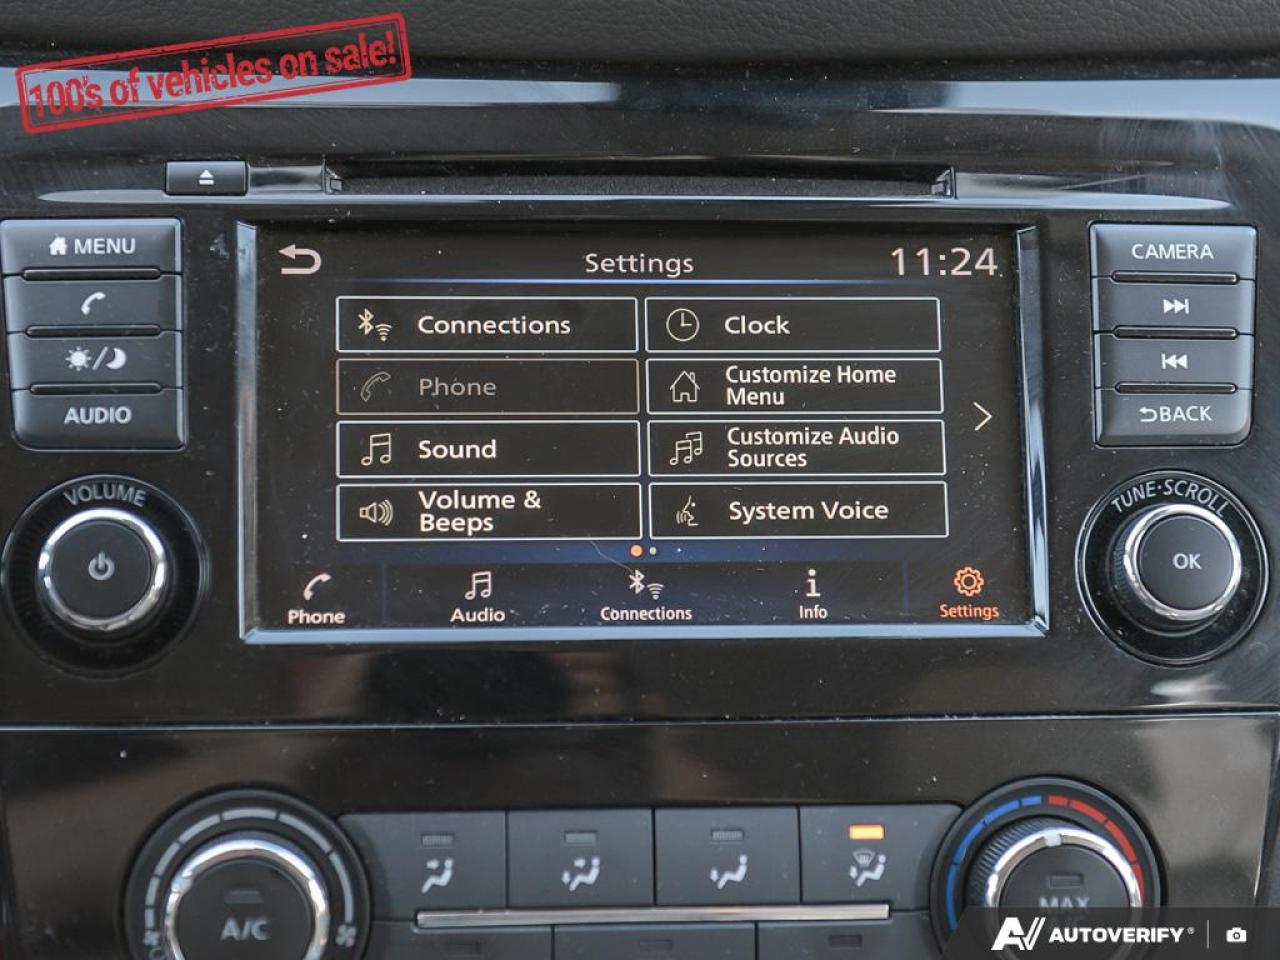 100's of vehicles on sale!
MENU
CAMERA
AUDIO
BACK
Settings
11:24
Connections
Clock
Phone
Customize Home
Menu
Sound
Customize Audio
Sources
Volume &
Beeps
System Voice
Phone
Audio
Connections
Info
Settings
VOLUME
TUNE·SCROLL
OK
A/C
MAX
AUTOVERIFY